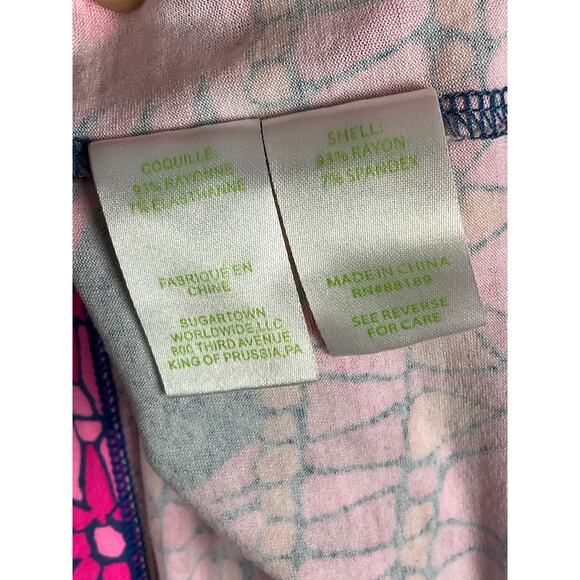 COQUILLE:
93% RAYONNE
7% ÉLASTHANNE
FABRIQUÉ EN
CHINE
SUGARTOWN
WORLDWIDE, LLC
800 THIRD AVENUE
KING OF PRUSSIA, PA
SHELL:
93% RAYON
7% SPANDEX
MADE IN CHINA
RN#88189
SEE REVERSE
FOR CARE